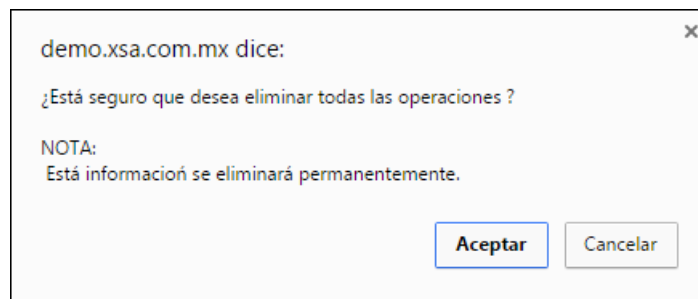 demo.xsa.com.mx dice:
¿Está seguro que desea eliminar todas las operaciones ?
NOTA:
Está informacioń se eliminará permanentemente.
Aceptar
Cancelar